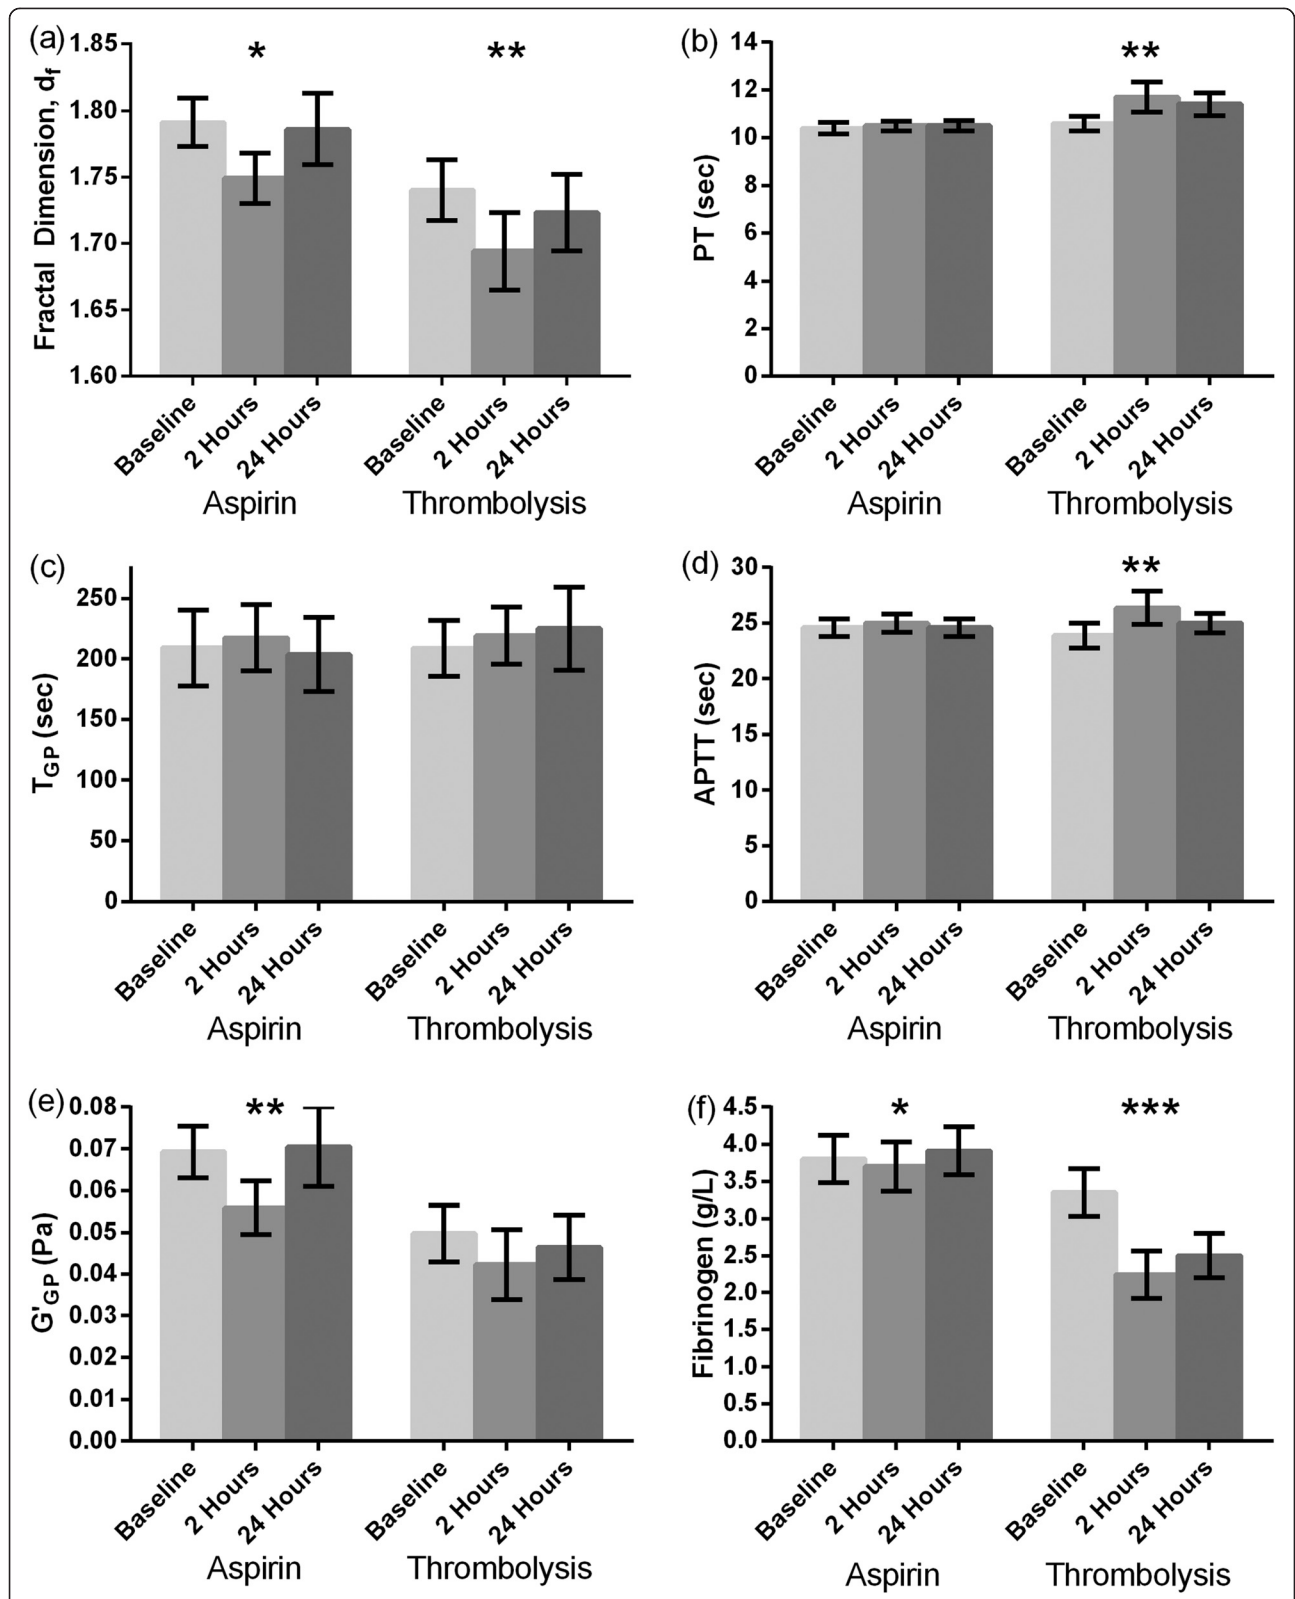 (a)
*
**
Fractal Dimension, df
1.85
1.80
1.75
1.70
1.65
1.60
Baseline
2 Hours
24 Hours
Baseline
2 Hours
24 Hours
Aspirin
Thrombolysis
(b)
**
PT (sec)
14
12
10
8
6
4
2
0
Baseline
2 Hours
24 Hours
Baseline
2 Hours
24 Hours
Aspirin
Thrombolysis
(c)
TGP (sec)
250
200
150
100
50
0
Baseline
2 Hours
24 Hours
Baseline
2 Hours
24 Hours
Aspirin
Thrombolysis
(d)
**
APTT (sec)
30
25
20
15
10
5
0
Baseline
2 Hours
24 Hours
Baseline
2 Hours
24 Hours
Aspirin
Thrombolysis
(e)
**
G'GP (Pa)
0.08
0.07
0.06
0.05
0.04
0.03
0.02
0.01
0.00
Baseline
2 Hours
24 Hours
Baseline
2 Hours
24 Hours
Aspirin
Thrombolysis
(f)
*
***
Fibrinogen (g/L)
4.5
4.0
3.5
3.0
2.5
2.0
1.5
1.0
0.5
0.0
Baseline
2 Hours
24 Hours
Baseline
2 Hours
24 Hours
Aspirin
Thrombolysis